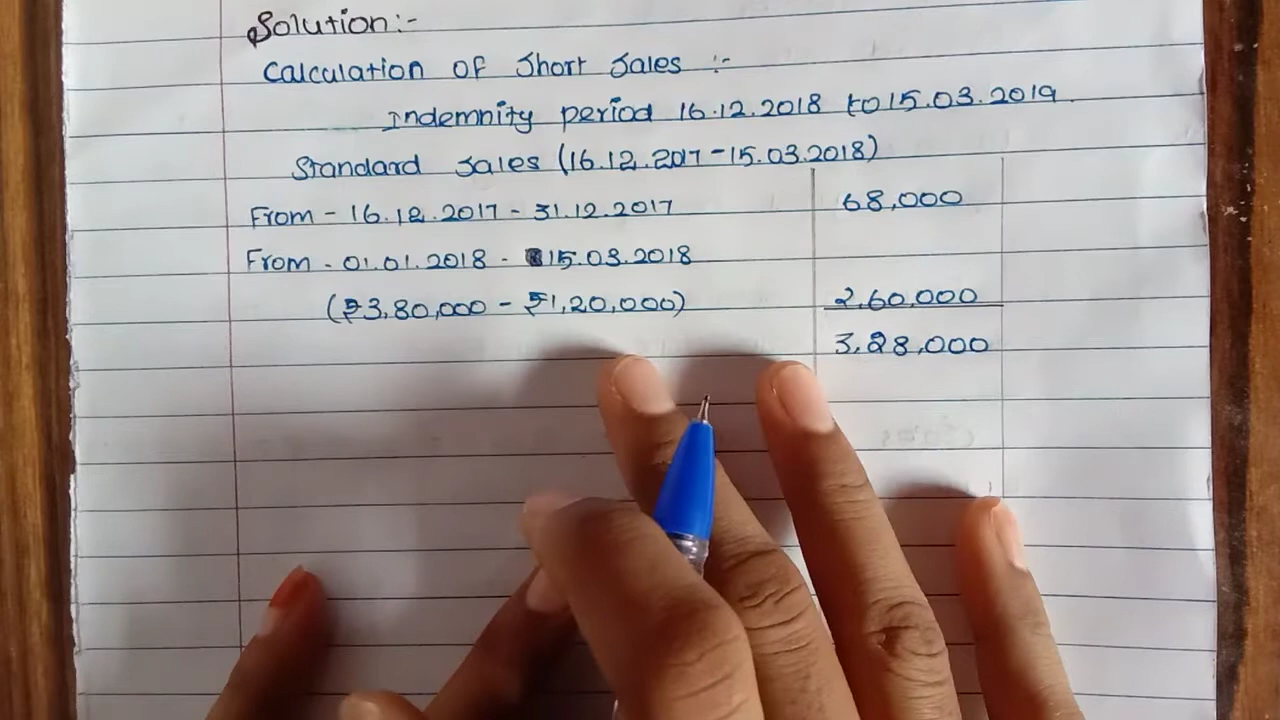 Solution:-
Calculation of Short Sales :-
Indemnity period 16.12.2018 to 15.03.2019
Standard Sales (16.12.2017-15.03.2018)
From - 16.12.2017 - 31.12.2017 68,000
From - 01.01.2018 - 15.03.2018
(₹3,80,000 - ₹1,20,000) 2,60,000
3,28,000